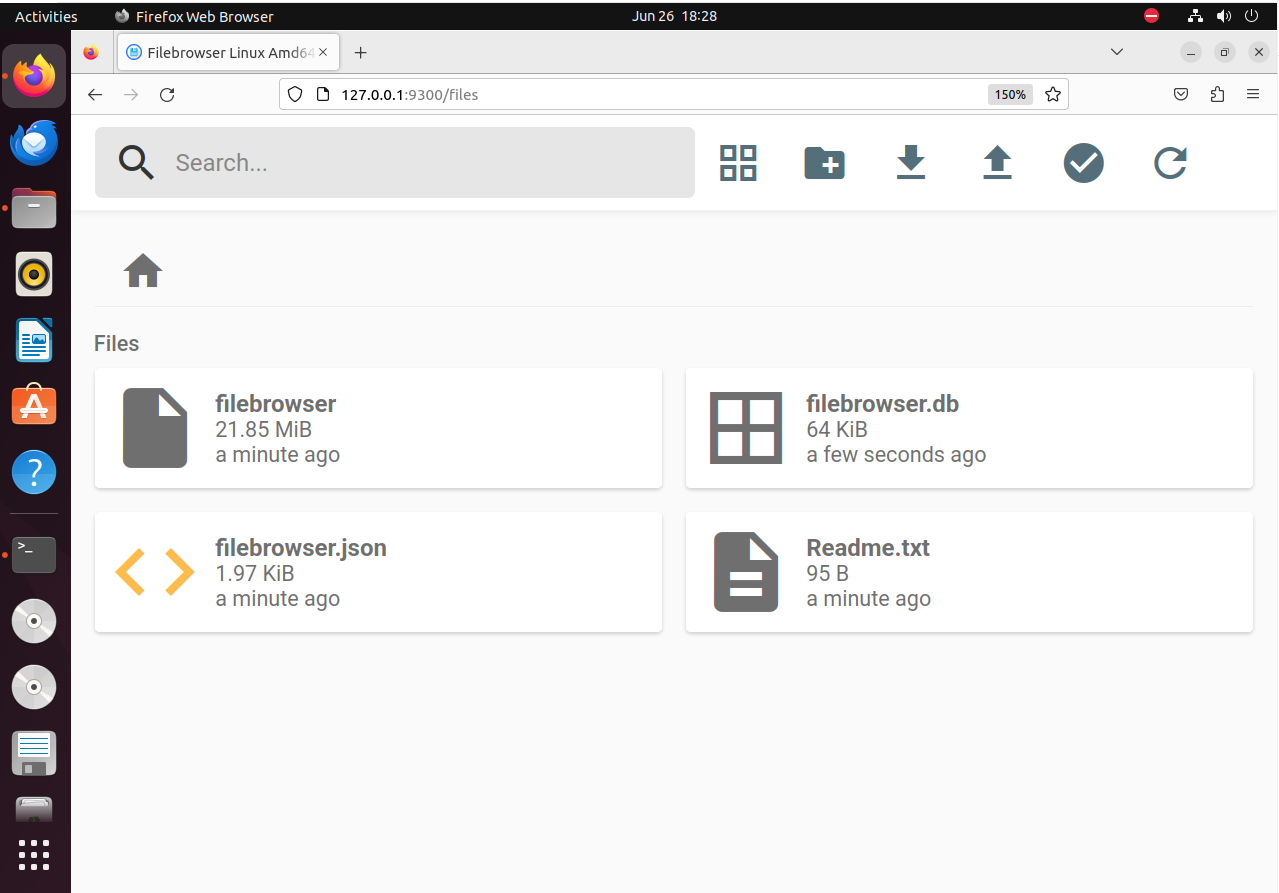 Activities Firefox Web Browser Jun 26 18:28
Filebrowser Linux Amd64
127.0.0.1:9300/files 150%
Search...
Files
filebrowser
21.85 MiB
a minute ago
filebrowser.db
64 KiB
a few seconds ago
filebrowser.json
1.97 KiB
a minute ago
Readme.txt
95 B
a minute ago